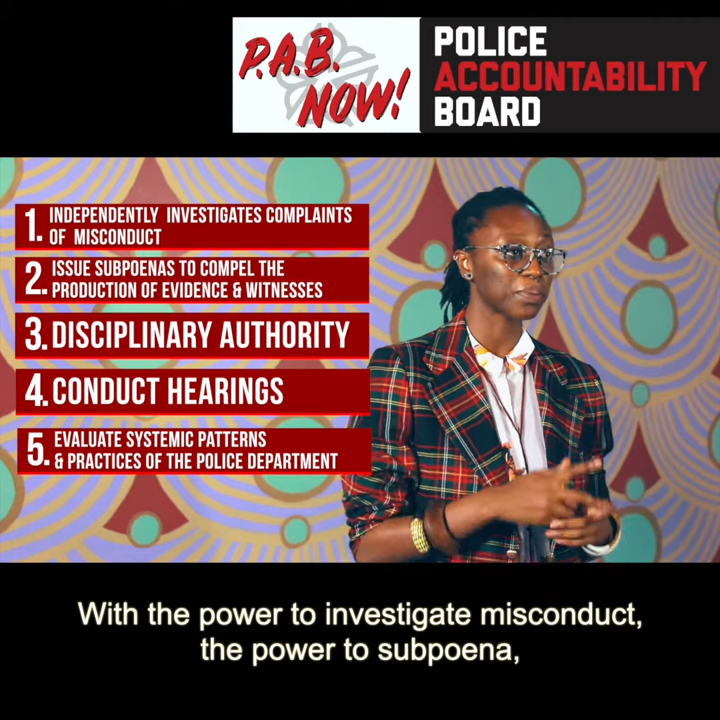 P.A.B.
NOW!
POLICE
ACCOUNTABILITY
BOARD
1. INDEPENDENTLY INVESTIGATES COMPLAINTS
OF MISCONDUCT
2. ISSUE SUBPOENAS TO COMPEL THE
PRODUCTION OF EVIDENCE & WITNESSES
3. DISCIPLINARY AUTHORITY
4. CONDUCT HEARINGS
5. EVALUATE SYSTEMIC PATTERNS
& PRACTICES OF THE POLICE DEPARTMENT
With the power to investigate misconduct,
the power to subpoena,